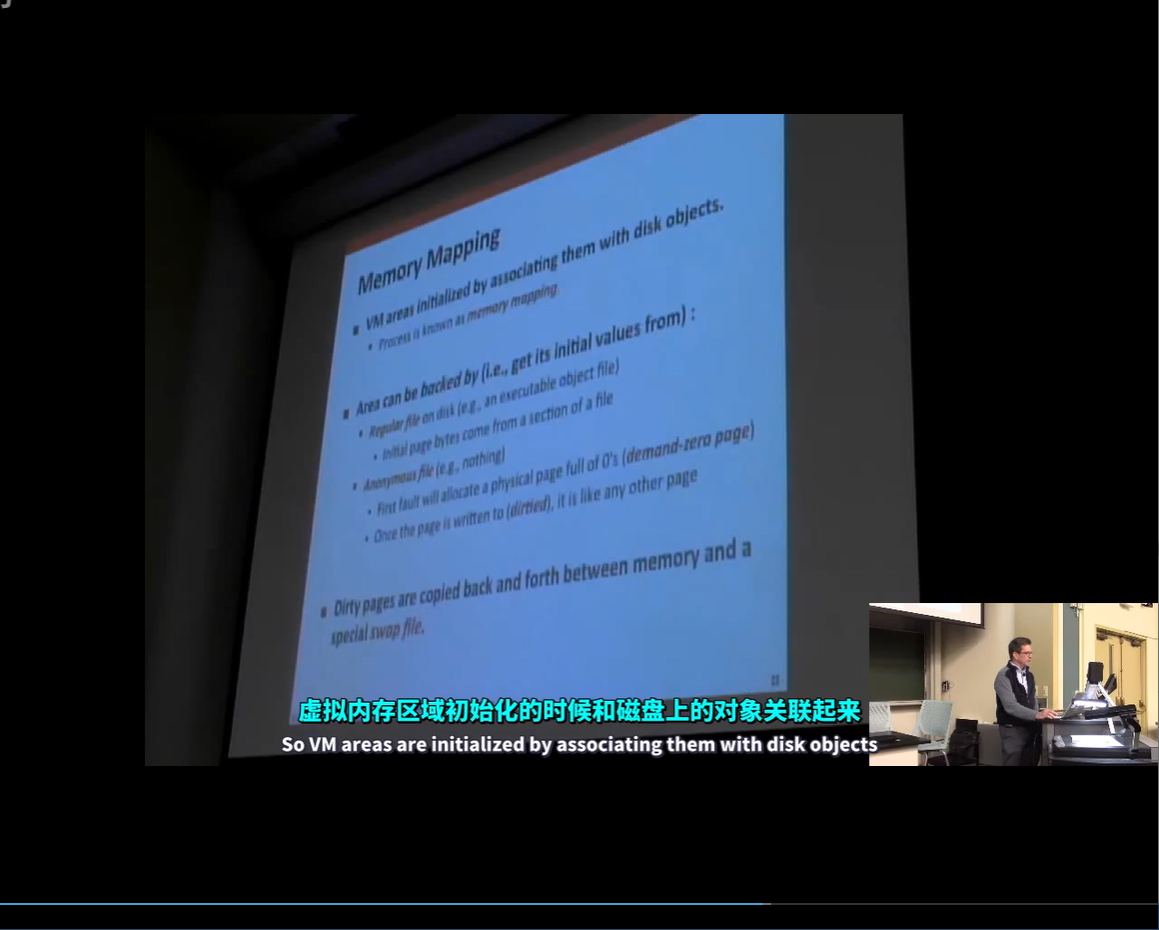 Memory Mapping
VM areas initialized by associating them with disk objects.
Process is known as memory mapping.
Area can be backed by (i.e., get its initial values from) :
Regular file on disk (e.g., an executable object file)
Initial page bytes come from a section of a file
Anonymous file (e.g., nothing)
First fault will allocate a physical page full of 0's (demand-zero page)
Once the page is written to (dirtied), it is like any other page
Dirty pages are copied back and forth between memory and a
special swap file.
虚拟内存区域初始化的时候和磁盘上的对象关联起来
So VM areas are initialized by associating them with disk objects